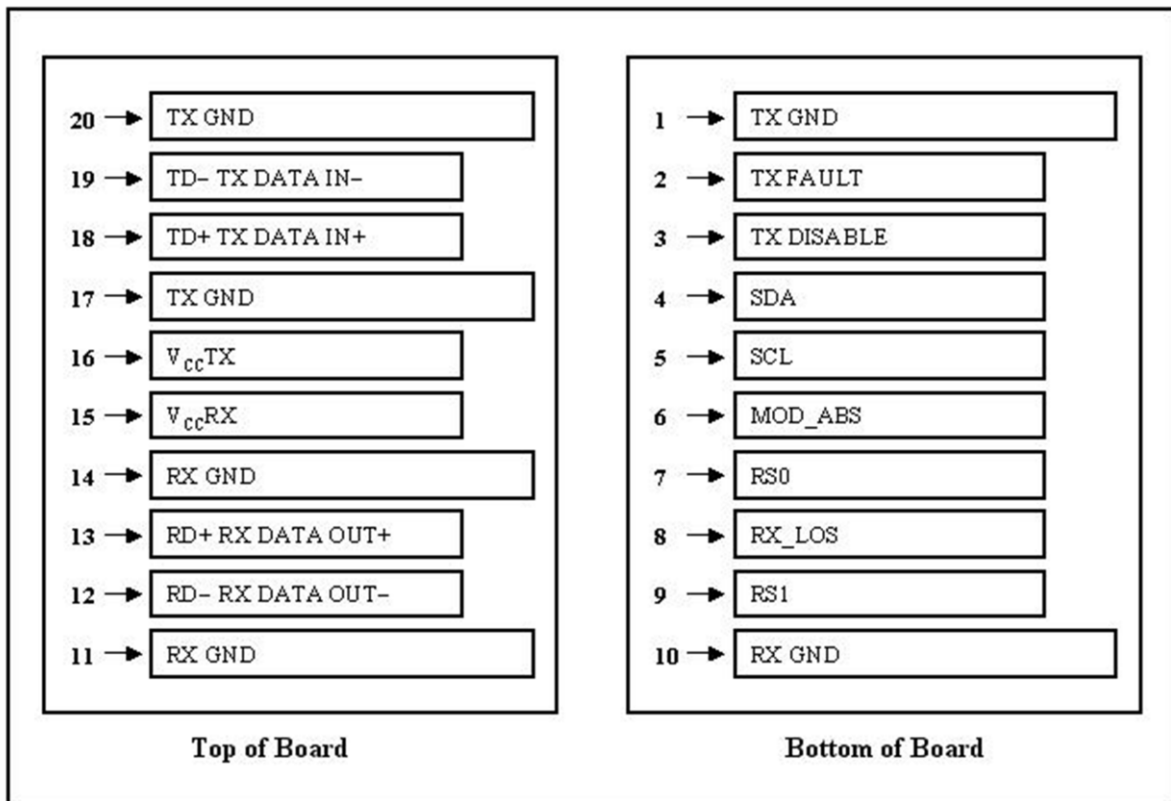 20 TX GND
19 TD– TX DATA IN–
18 TD+ TX DATA IN+
17 TX GND
16 VCCTX
15 VCCRX
14 RX GND
13 RD+ RX DATA OUT+
12 RD– RX DATA OUT–
11 RX GND
Top of Board
1 TX GND
2 TX FAULT
3 TX DISABLE
4 SDA
5 SCL
6 MOD_ABS
7 RS0
8 RX_LOS
9 RS1
10 RX GND
Bottom of Board